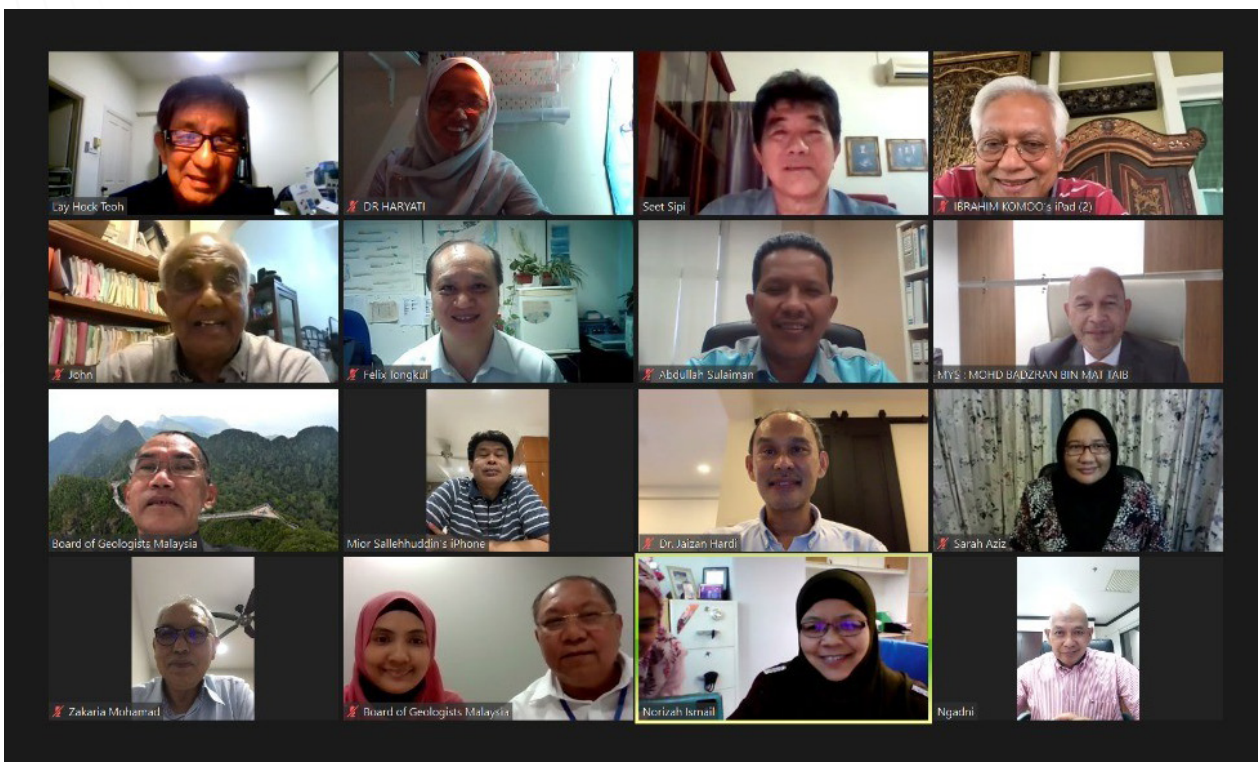 Lay Hock Teoh
DR HARYATI
Seet Sipi
IBRAHIM KOMOO's iPad (2)
John
Felix Tongkul
Abdullah Sulaiman
MYS : MOHD BADZRAN BIN MAT TAIB
Board of Geologists Malaysia
Mior Sallehhuddin's iPhone
Dr. Jaizan Hardi
Sarah Aziz
Zakaria Mohamad
Board of Geologists Malaysia
Norizah Ismail
Ngadni